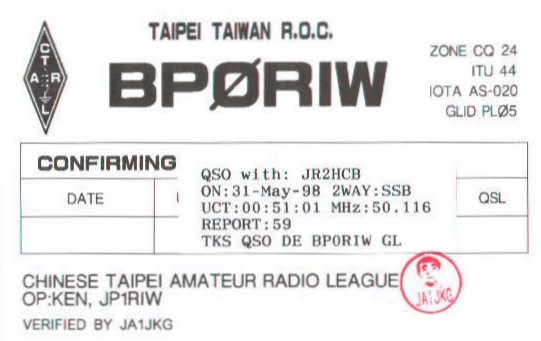 TAIPEI TAIWAN R.O.C.
CTARL
BPØRIW
ZONE CQ 24
ITU 44
IOTA AS-020
GLID PLØ5
CONFIRMING
DATE
QSL
QSO with: JR2HCB
ON:31-May-98 2WAY:SSB
UCT:00:51:01 MHz:50.116
REPORT:59
TKS QSO DE BP0RIW GL
CHINESE TAIPEI AMATEUR RADIO LEAGUE
OP:KEN, JP1RIW
JA1JKG
VERIFIED BY JA1JKG